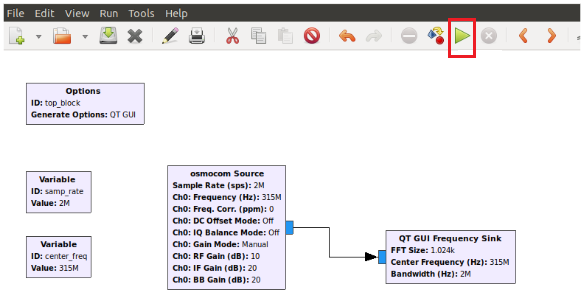 File Edit View Run Tools Help
Options
ID: top_block
Generate Options: QT GUI
Variable
ID: samp_rate
Value: 2M
Variable
ID: center_freq
Value: 315M
osmocom Source
Sample Rate (sps): 2M
Ch0: Frequency (Hz): 315M
Ch0: Freq. Corr. (ppm): 0
Ch0: DC Offset Mode: Off
Ch0: IQ Balance Mode: Off
Ch0: Gain Mode: Manual
Ch0: RF Gain (dB): 10
Ch0: IF Gain (dB): 20
Ch0: BB Gain (dB): 20
QT GUI Frequency Sink
FFT Size: 1.024k
Center Frequency (Hz): 315M
Bandwidth (Hz): 2M